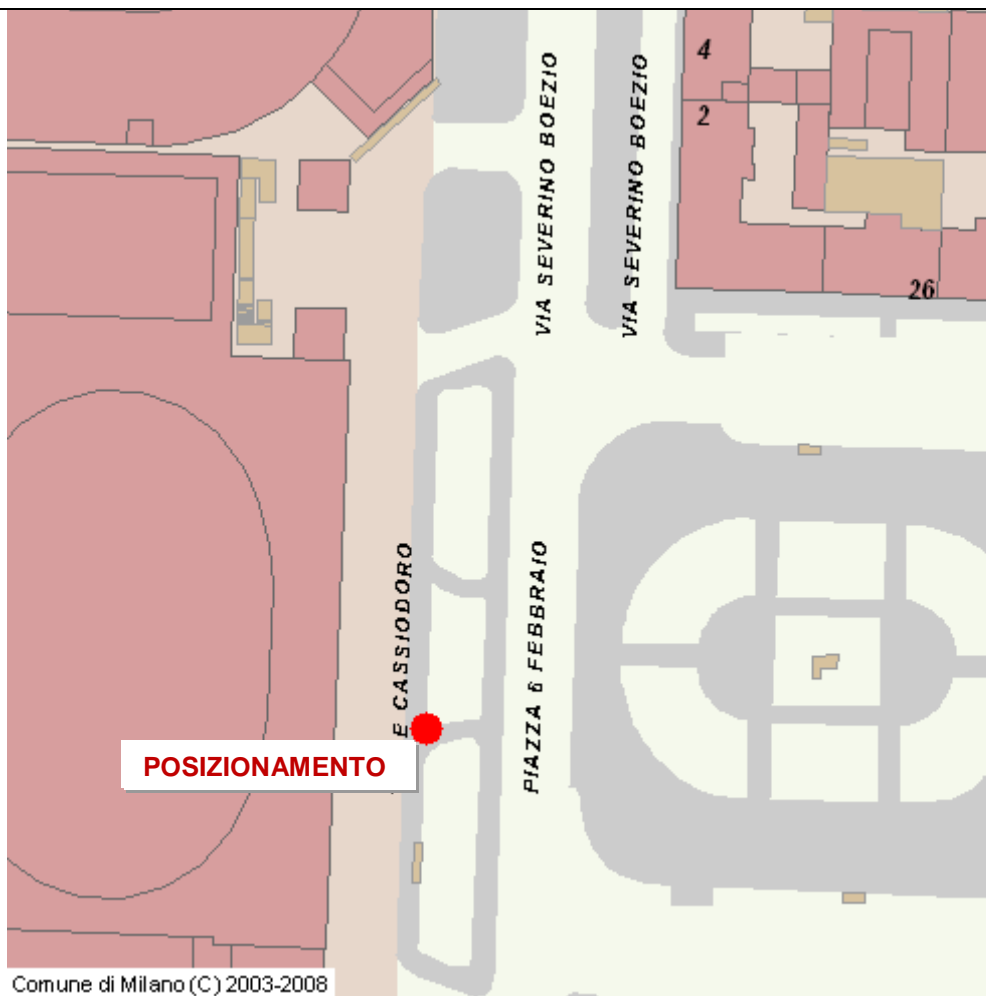 4
2
VIA SEVERINO BOEZIO
VIA SEVERINO BOEZIO
26
E CASSIODORO
PIAZZA 6 FEBBRAIO
POSIZIONAMENTO
Comune di Milano (C) 2003-2008